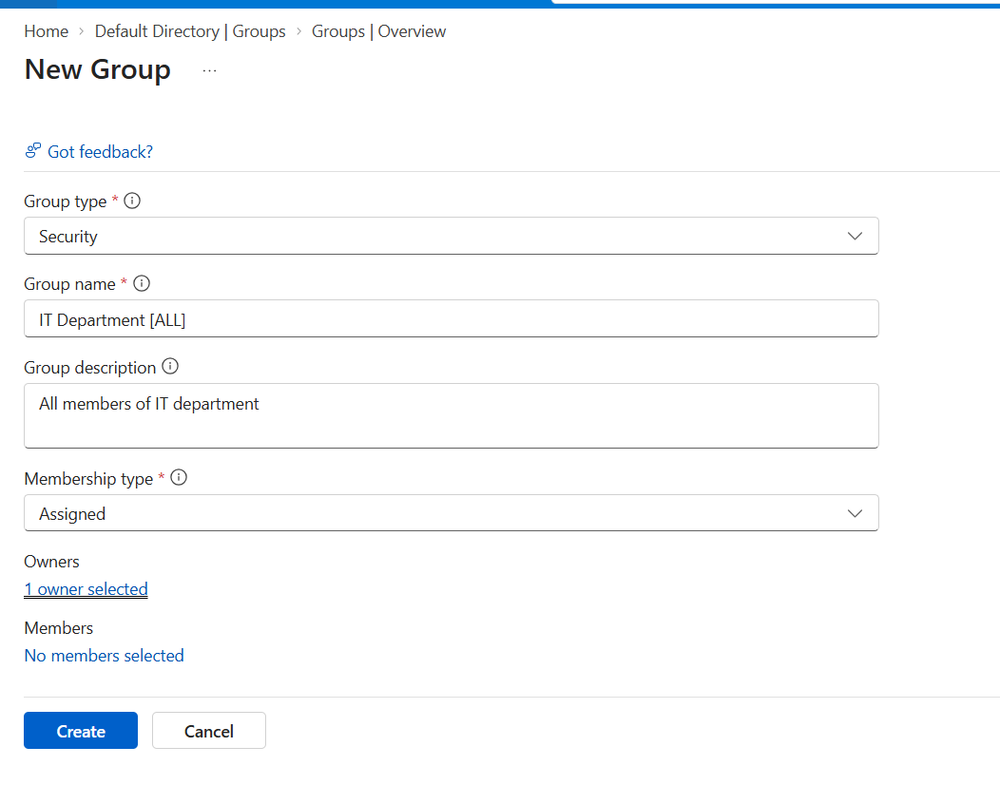 Home > Default Directory | Groups > Groups | Overview
New Group ...
Got feedback?
Group type *
Security
Group name *
IT Department [ALL]
Group description
All members of IT department
Membership type *
Assigned
Owners
1 owner selected
Members
No members selected
Create Cancel